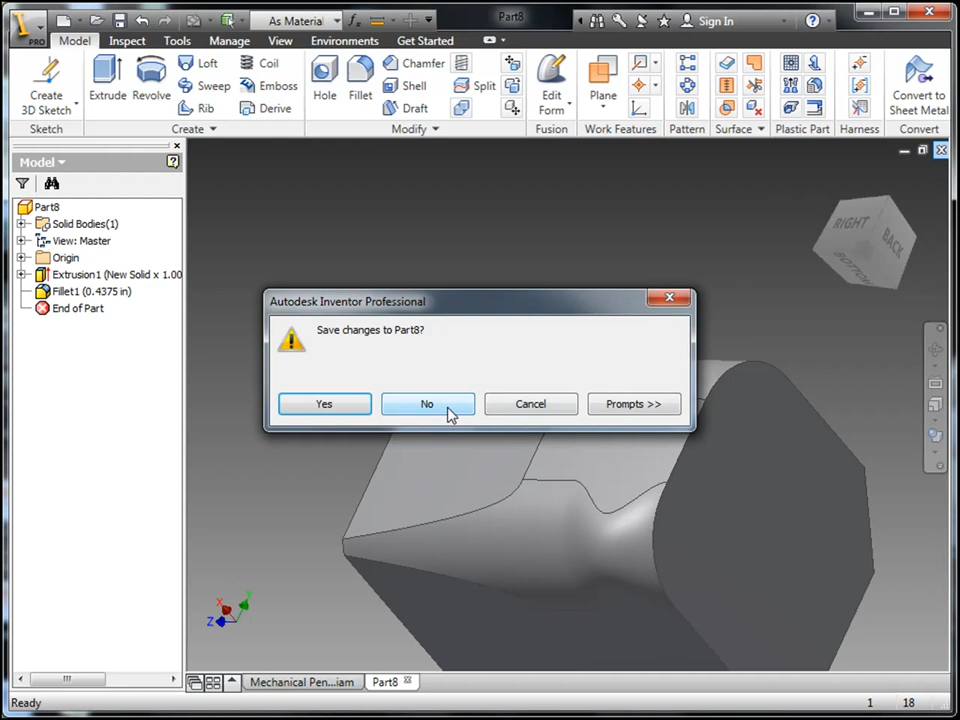 Part8
As Material
Sign In
PRO
Model Inspect Tools Manage View Environments Get Started
Create
3D Sketch
Extrude
Revolve
Loft
Sweep
Rib
Coil
Emboss
Derive
Hole
Fillet
Chamfer
Shell
Draft
Split
Edit
Form
Plane
Convert to
Sheet Metal
Sketch
Create
Modify
Fusion
Work Features
Pattern
Surface
Plastic Part
Harness
Convert
Model
Part8
Solid Bodies(1)
View: Master
Origin
Extrusion1 (New Solid x 1.00
Fillet1 (0.4375 in)
End of Part
RIGHT
BACK
BOTTOM
Autodesk Inventor Professional
Save changes to Part8?
Yes No Cancel Prompts >>
X
Y
Z
Mechanical Pen...iam Part8
Ready
1 18